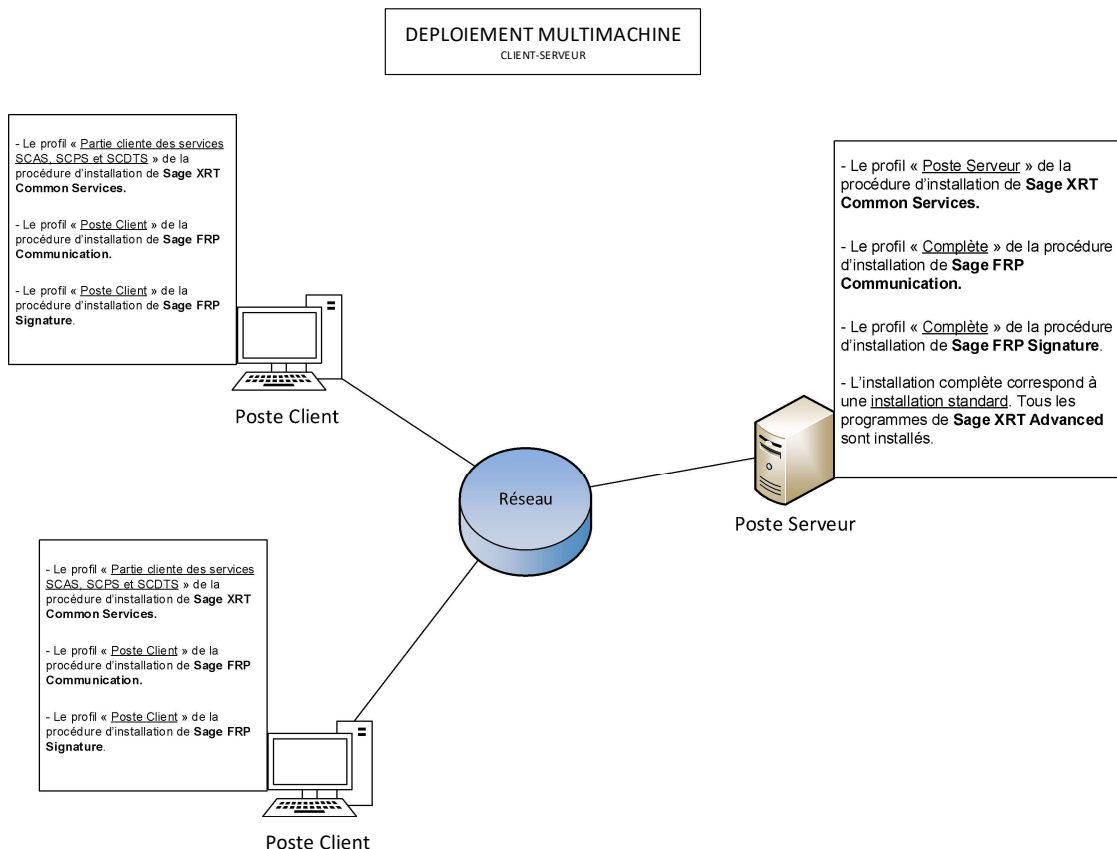 DEPLOIEMENT MULTIMACHINE
CLIENT-SERVEUR
- Le profil « Partie cliente des services
SCAS, SCPS et SCDTS » de la
procédure d'installation de Sage XRT
Common Services.
- Le profil « Poste Client » de la
procédure d'installation de Sage FRP
Communication.
- Le profil « Poste Client » de la
procédure d'installation de Sage FRP
Signature.
Poste Client
- Le profil « Poste Serveur » de la
procédure d'installation de Sage XRT
Common Services.
- Le profil « Complète » de la procédure
d'installation de Sage FRP
Communication.
- Le profil « Complète » de la procédure
d'installation de Sage FRP Signature.
- L'installation complète correspond à
une installation standard. Tous les
programmes de Sage XRT Advanced
sont installés.
Poste Serveur
Réseau
- Le profil « Partie cliente des services
SCAS, SCPS et SCDTS » de la
procédure d'installation de Sage XRT
Common Services.
- Le profil « Poste Client » de la
procédure d'installation de Sage FRP
Communication.
- Le profil « Poste Client » de la
procédure d'installation de Sage FRP
Signature.
Poste Client